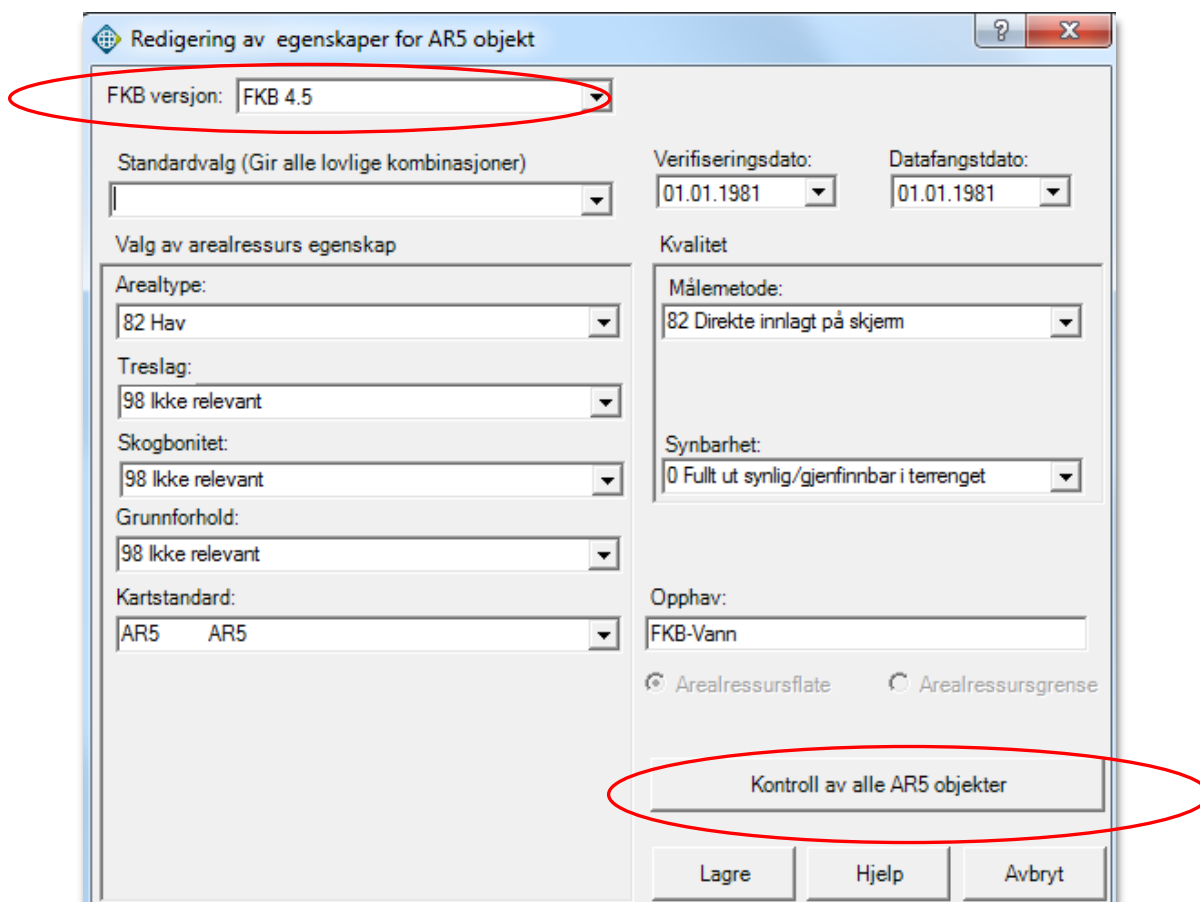 Redigering av egenskaper for AR5 objekt
FKB versjon: FKB 4.5
Standardvalg (Gir alle lovlige kombinasjoner)
Verifiseringsdato: Datafangstdato:
01.01.1981 01.01.1981
Valg av arealressurs egenskap
Kvalitet
Arealtype:
82 Hav
Treslag:
98 Ikke relevant
Skogbonitet:
98 Ikke relevant
Grunnforhold:
98 Ikke relevant
Kartstandard:
AR5 AR5
Målemetode:
82 Direkte innlagt på skjerm
Synbarhet:
0 Fullt ut synlig/gjenfinnbar i terrenget
Opphav:
FKB-Vann
Arealressursflate Arealressursgrense
Kontroll av alle AR5 objekter
Lagre Hjelp Avbryt